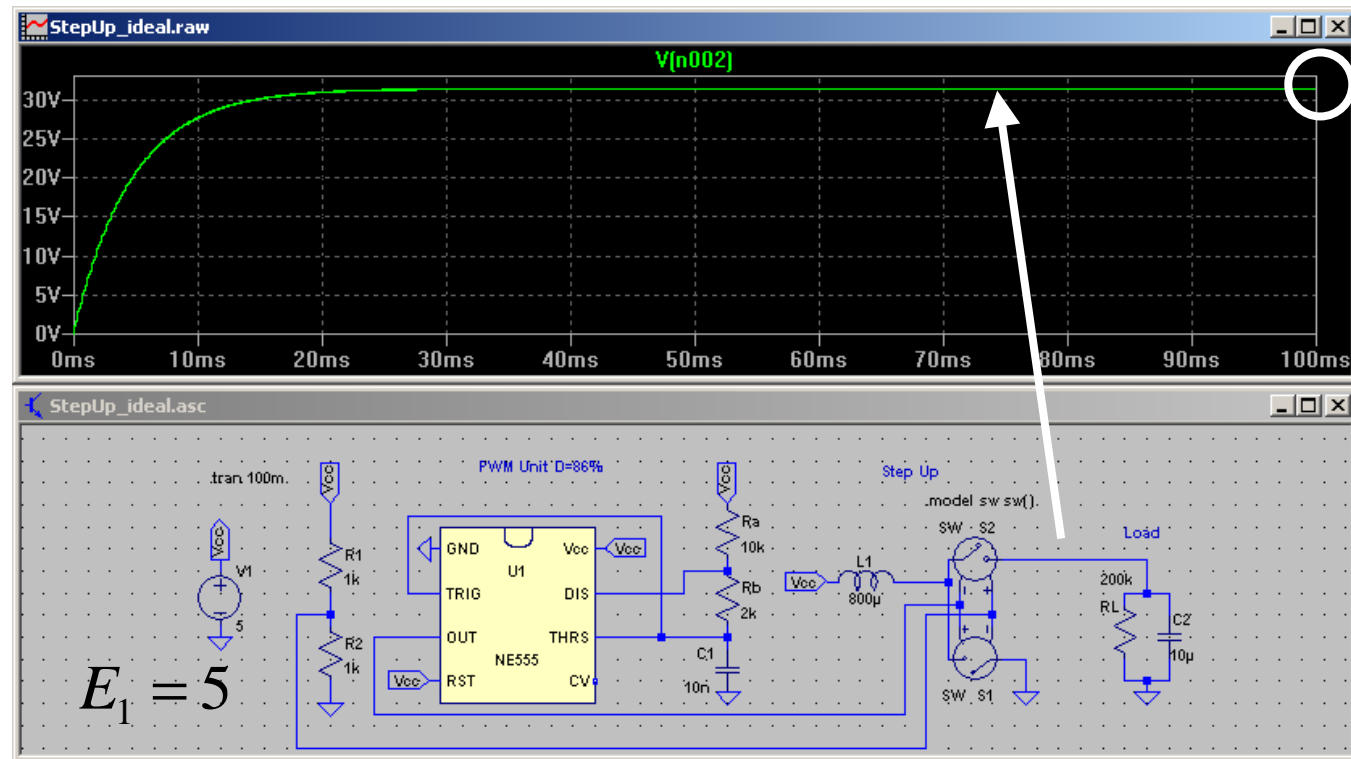 StepUp_ideal.raw
V(n002)
30V
25V
20V
15V
10V
5V
0V
0ms 10ms 20ms 30ms 40ms 50ms 60ms 70ms 80ms 90ms 100ms
StepUp_ideal.asc
.tran 100m
PWM Unit D=86%
Step Up
.model sw sw()
Load
Vcc
V1
5
Vcc
R1
1k
R2
1k
GND Vcc Vcc
U1
TRIG DIS
OUT THRS
NE555
Vcc RST CV
Vcc
Ra
10k
Rb
2k
C1
10n
Vcc
L1
800µ
SW S2
SW S1
200k
RL
C2
10µ
E1 = 5